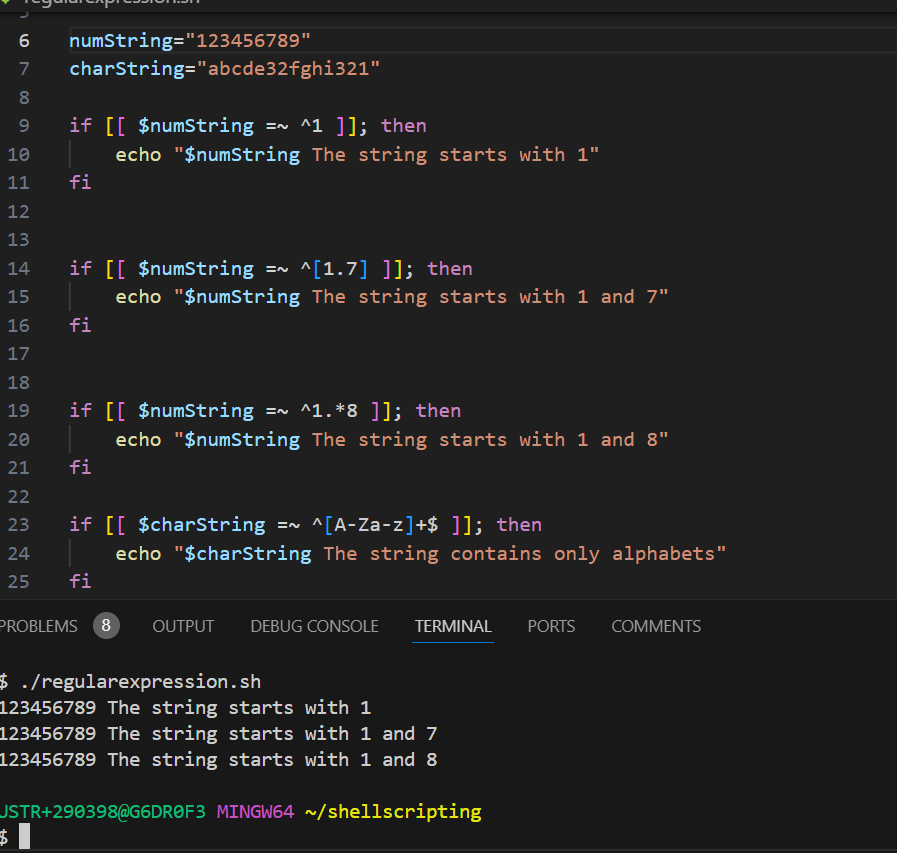 regularexpression.sh
5
6 numString="123456789"
7 charString="abcde32fghi321"
8
9 if [[ $numString =~ ^1 ]]; then
10 echo "$numString The string starts with 1"
11 fi
12
13
14 if [[ $numString =~ ^[1.7] ]]; then
15 echo "$numString The string starts with 1 and 7"
16 fi
17
18
19 if [[ $numString =~ ^1.*8 ]]; then
20 echo "$numString The string starts with 1 and 8"
21 fi
22
23 if [[ $charString =~ ^[A-Za-z]+$ ]]; then
24 echo "$charString The string contains only alphabets"
25 fi
PROBLEMS 8 OUTPUT DEBUG CONSOLE TERMINAL PORTS COMMENTS
$ ./regularexpression.sh
123456789 The string starts with 1
123456789 The string starts with 1 and 7
123456789 The string starts with 1 and 8
USTR+290398@G6DR0F3 MINGW64 ~/shellscripting
$